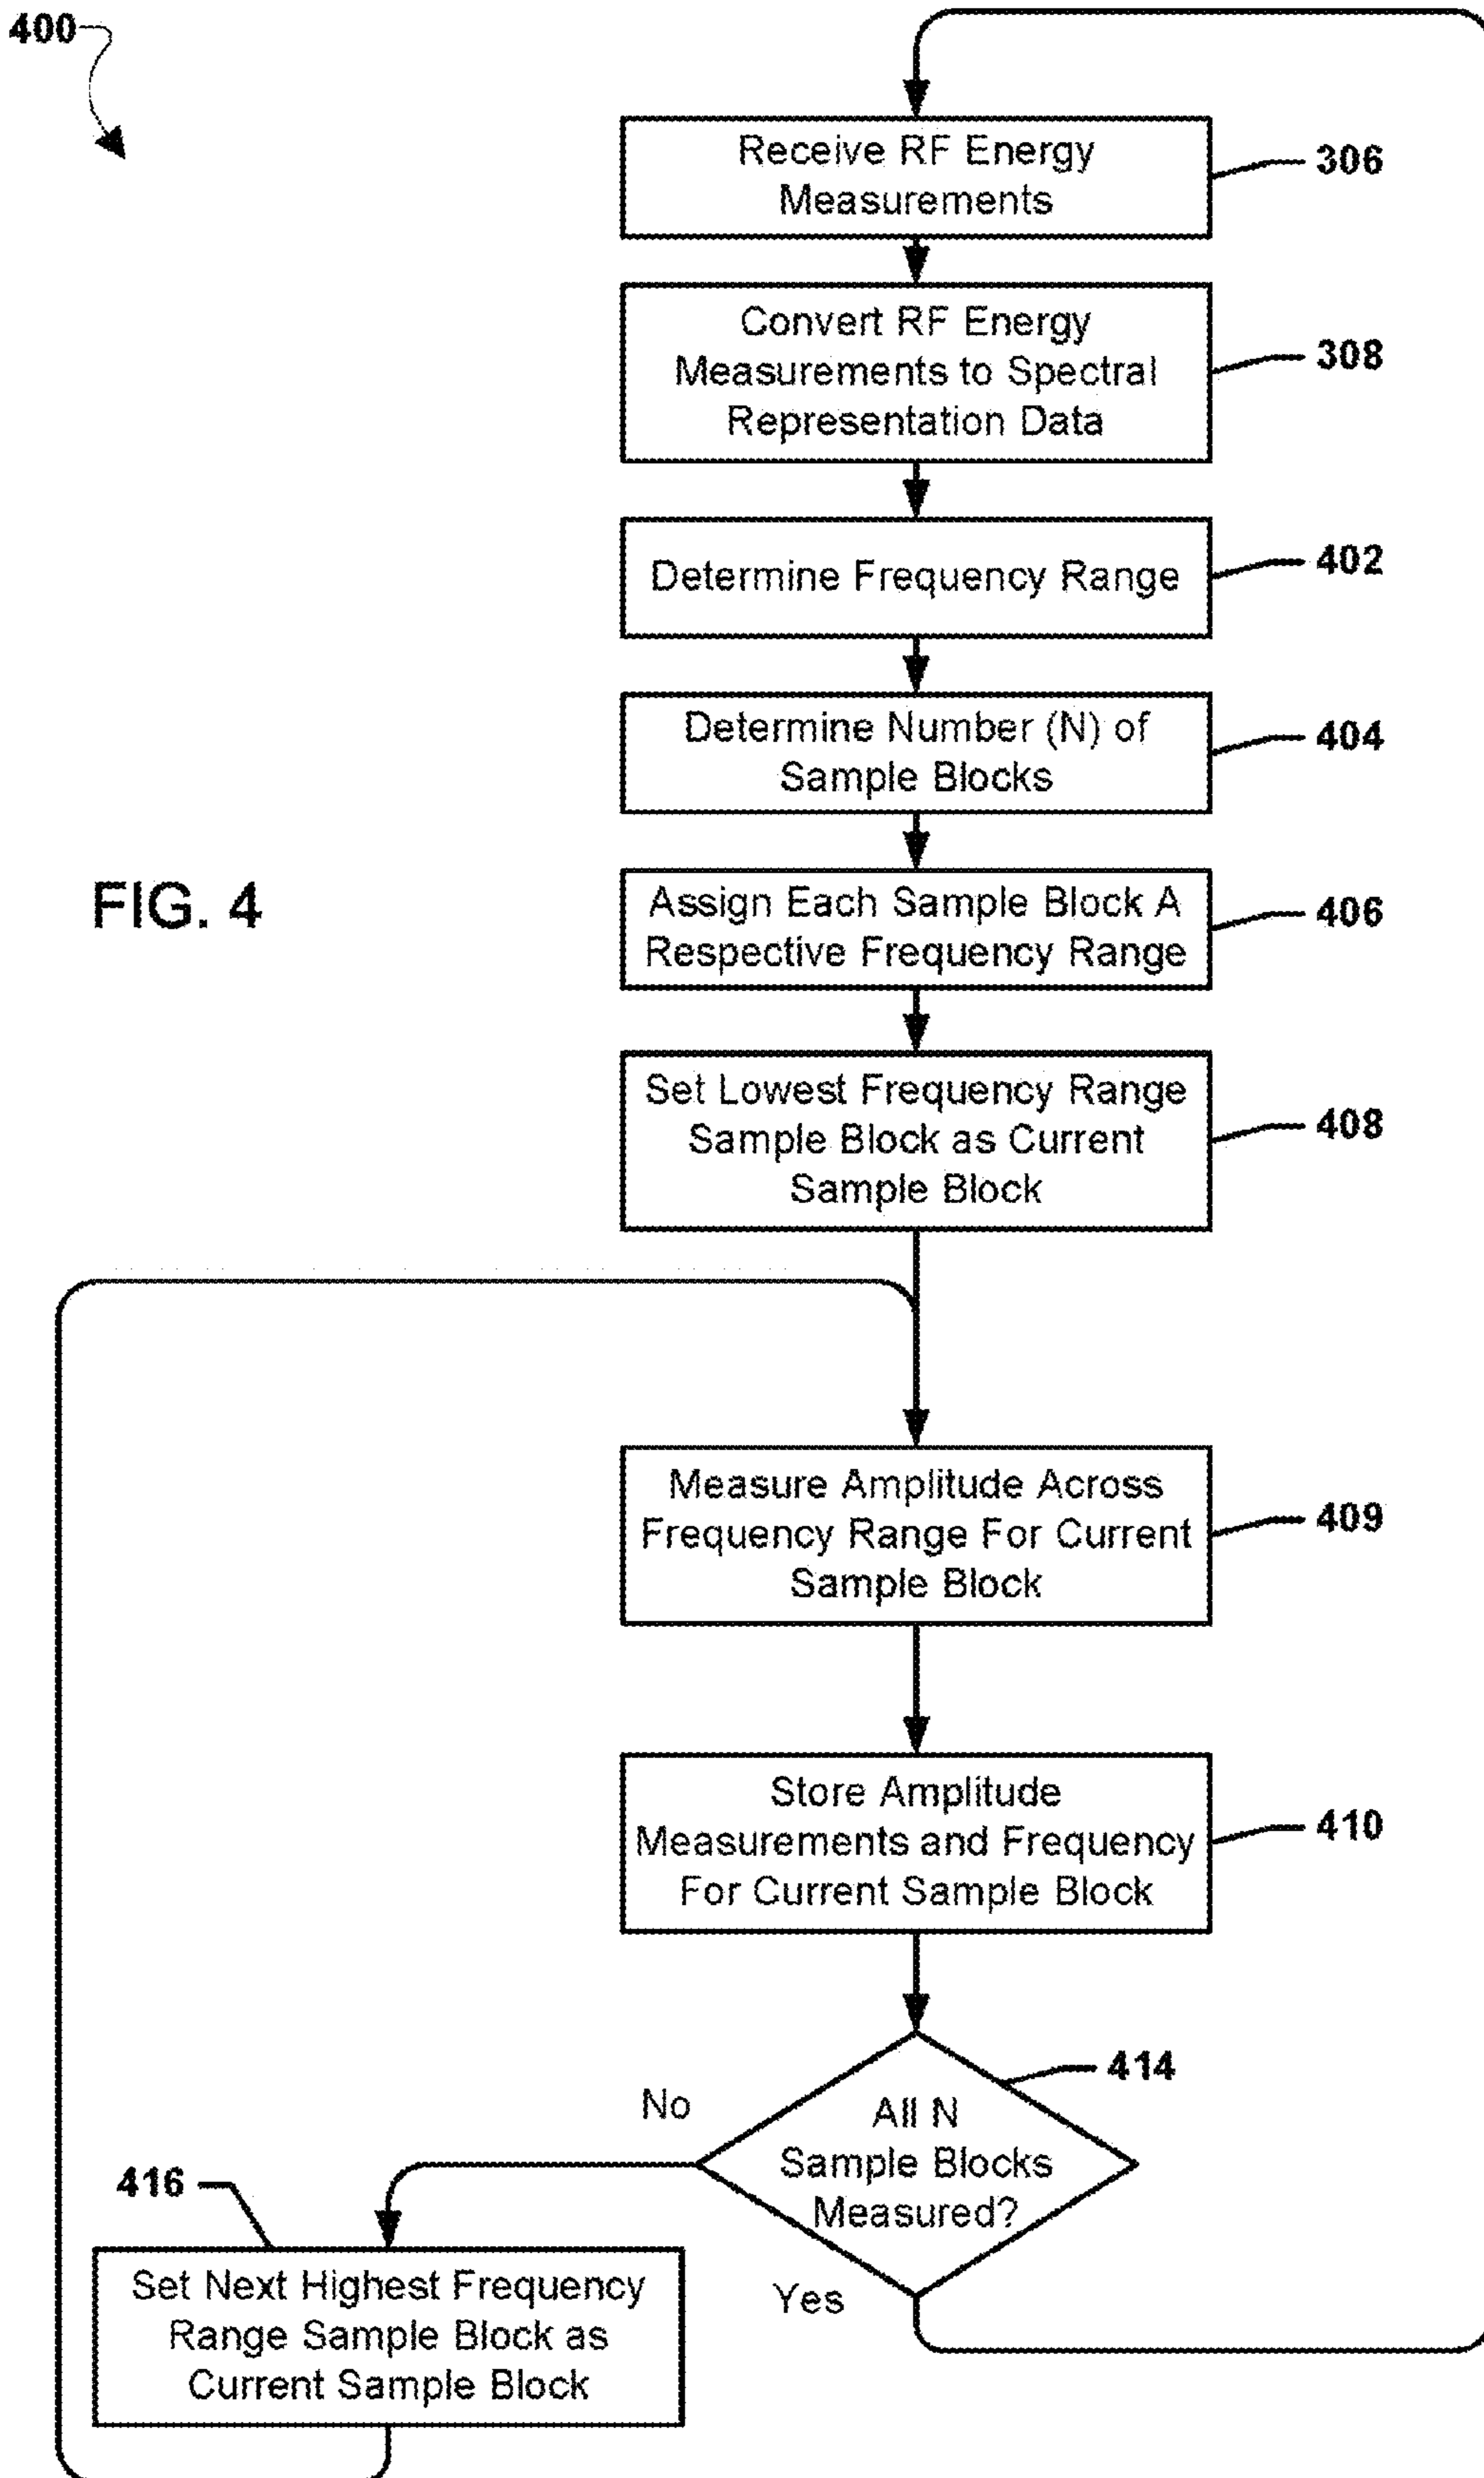 400
Receive RF Energy
Measurements
306
Convert RF Energy
Measurements to Spectral
Representation Data
308
Determine Frequency Range
402
Determine Number (N) of
Sample Blocks
404
FIG. 4
Assign Each Sample Block A
Respective Frequency Range
406
Set Lowest Frequency Range
Sample Block as Current
Sample Block
408
Measure Amplitude Across
Frequency Range For Current
Sample Block
409
Store Amplitude
Measurements and Frequency
For Current Sample Block
410
414
No
All N
Sample Blocks
Measured?
416
Yes
Set Next Highest Frequency
Range Sample Block as
Current Sample Block